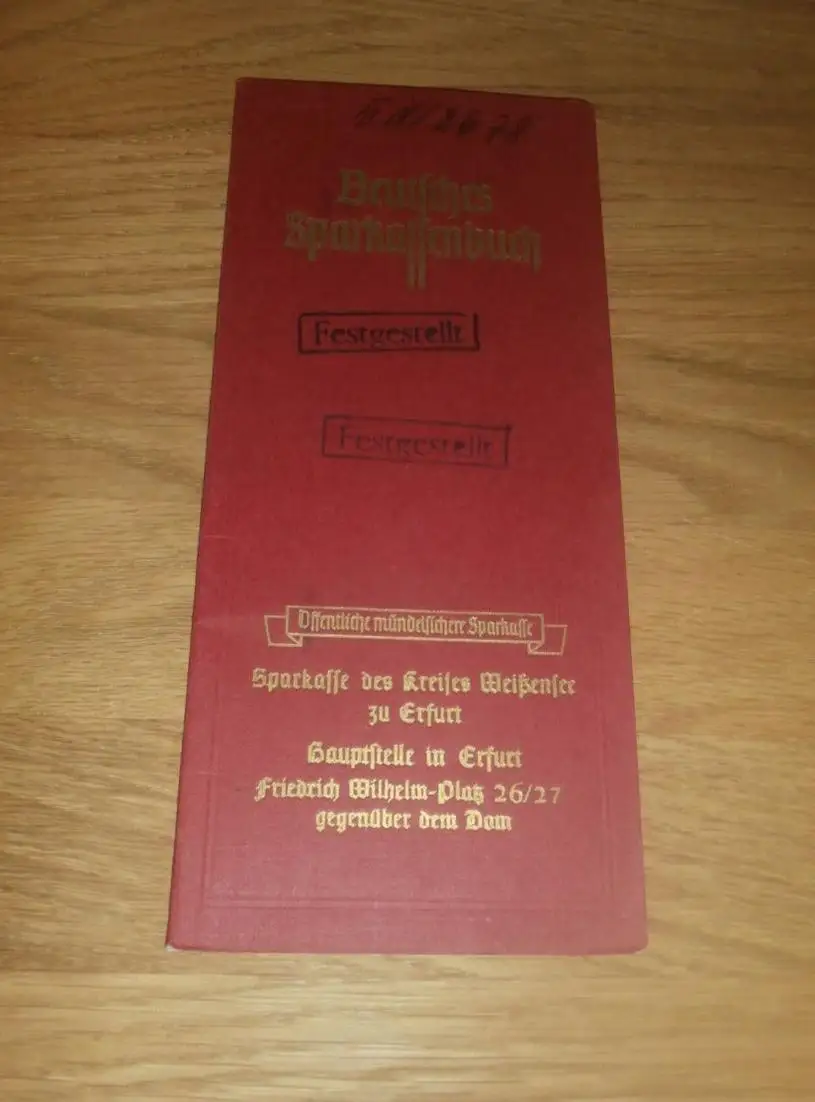 Deutsches
Sparkassenbuch
Festgestellt
Festgestellt
Öffentliche mündelsichere Sparkasse
Sparkasse des Kreises Weißensee
zu Erfurt
Hauptstelle in Erfurt
Friedrich Wilhelm-Platz 26/27
gegenüber dem Dom